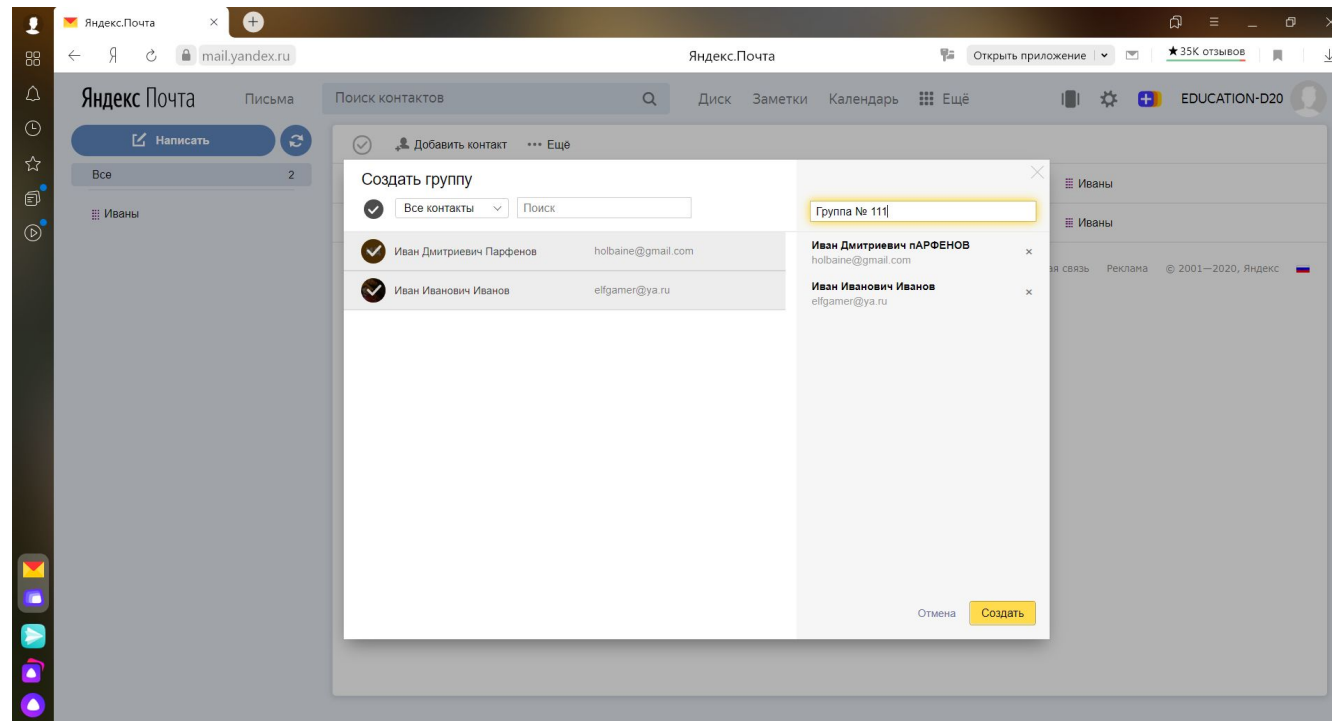 Яндекс.Почта
mail.yandex.ru Яндекс.Почта Открыть приложение ★35K отзывов
Яндекс Почта Письма Поиск контактов Диск Заметки Календарь Ещё EDUCATION-D20
Написать Добавить контакт ••• Ещё
Все 2
Иваны
Создать группу
Все контакты Поиск
Группа № 111
Иван Дмитриевич Парфенов holbaine@gmail.com
Иван Иванович Иванов elfgamer@ya.ru
Иван Дмитриевич пАРФЕНОВ
holbaine@gmail.com
Иван Иванович Иванов
elfgamer@ya.ru
Отмена Создать
Иваны
Иваны
связь Реклама © 2001—2020, Яндекс